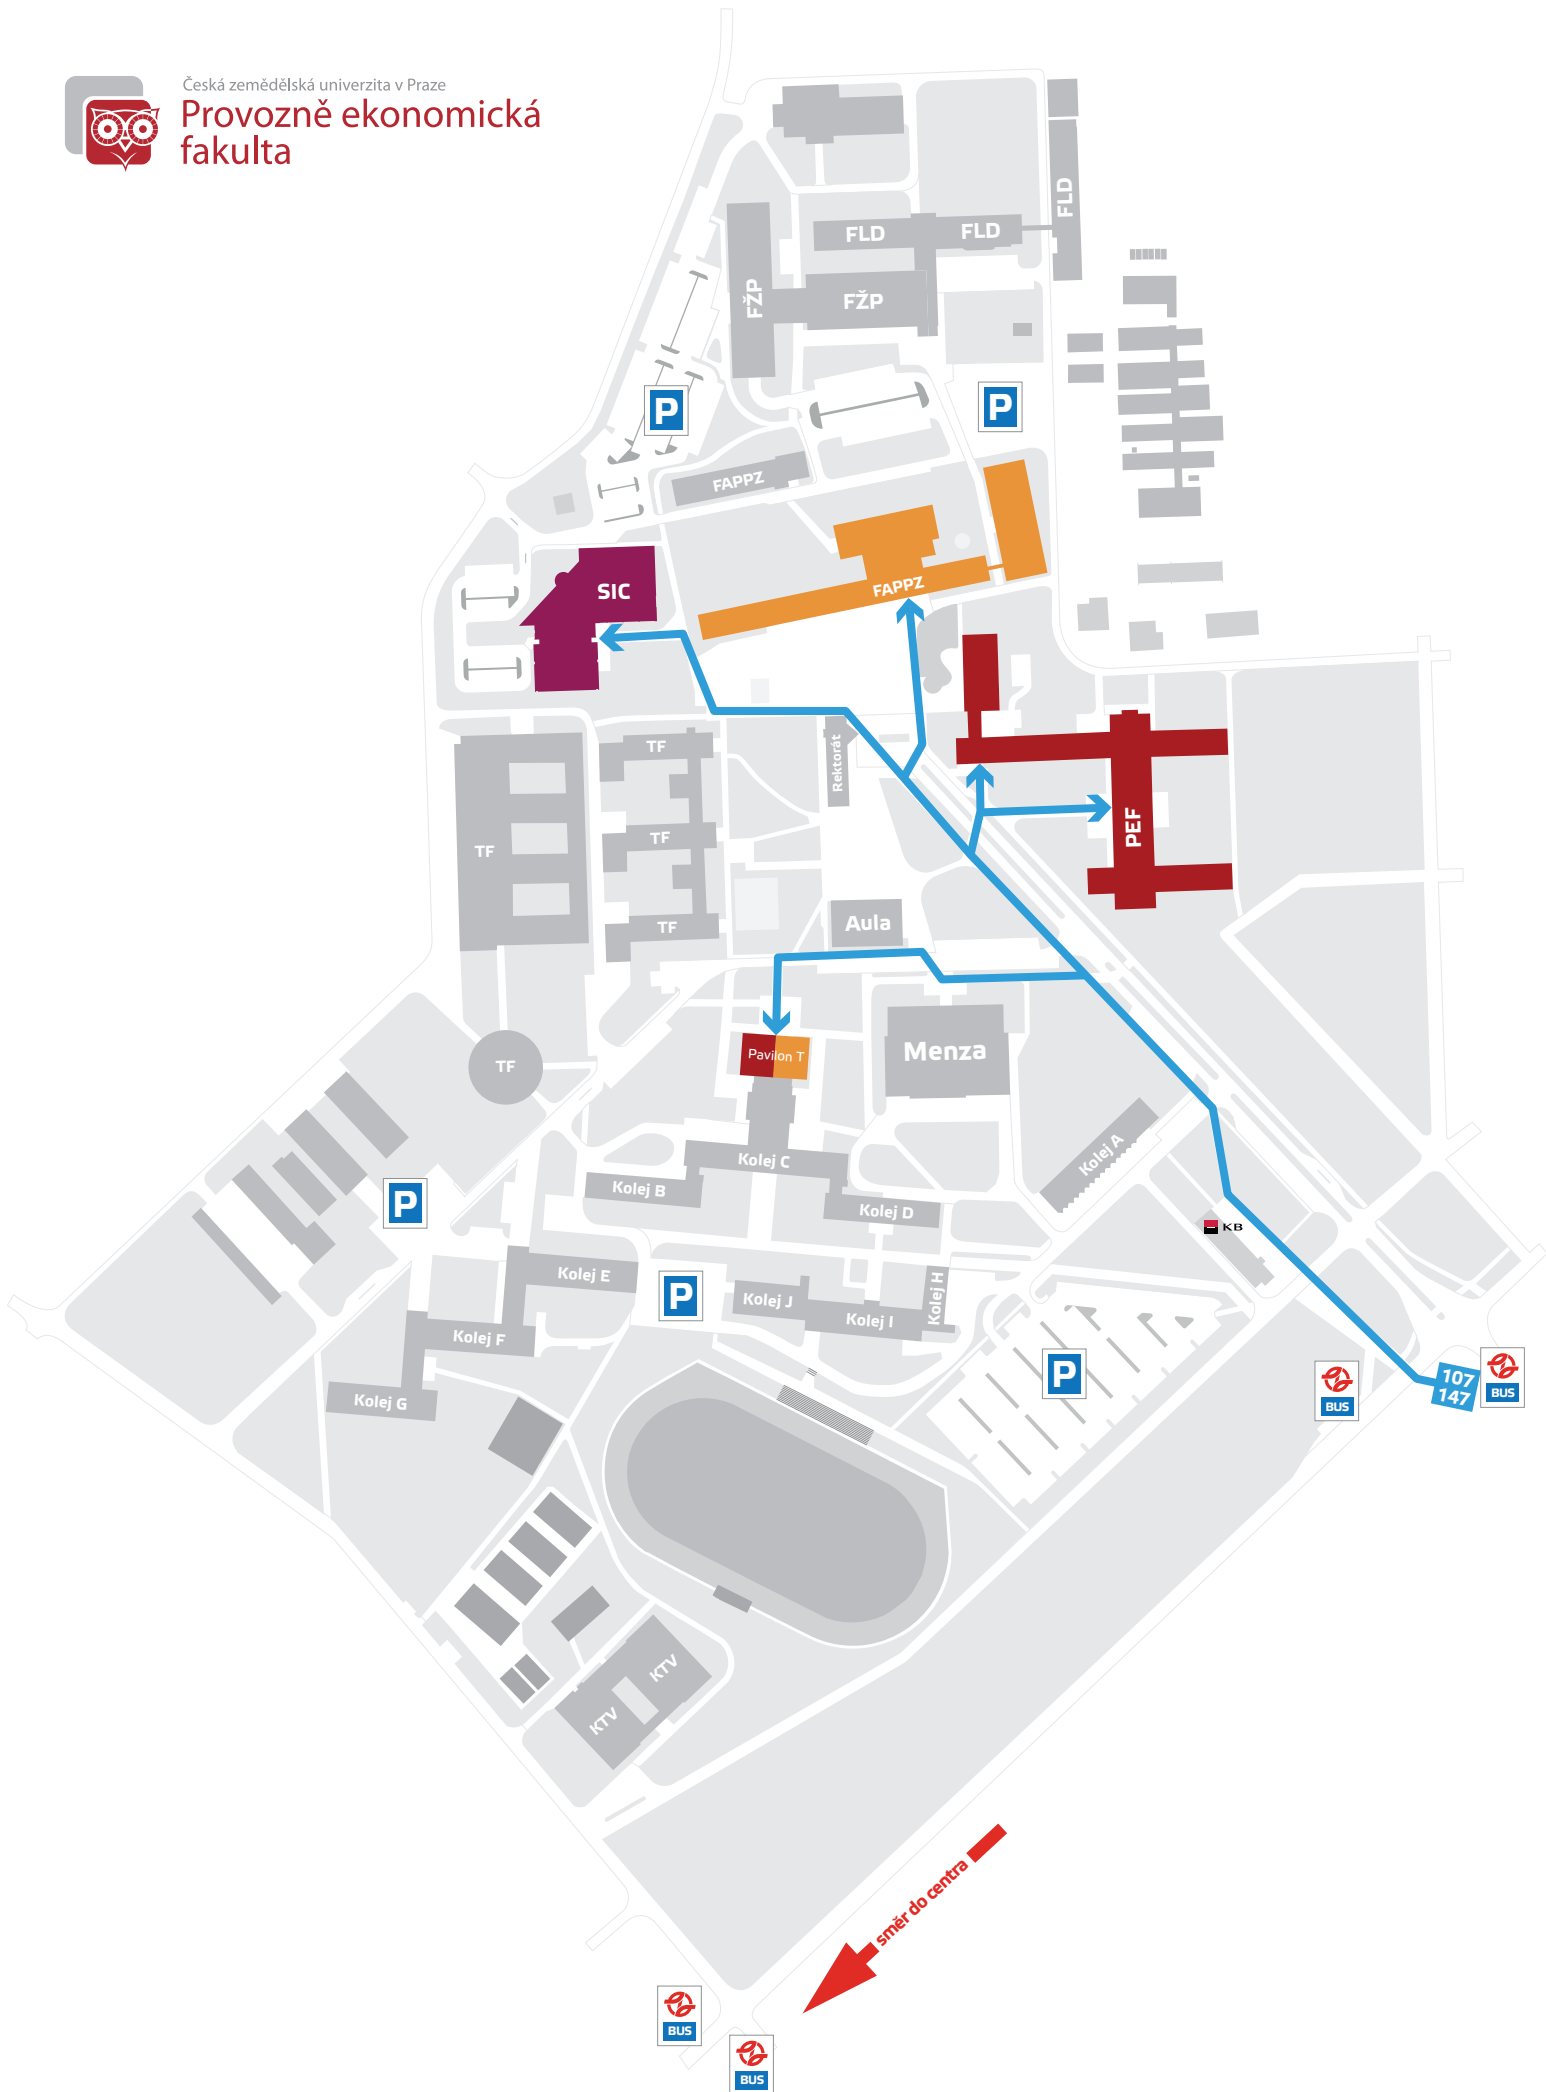 Česká zemědělská univerzita v Praze
Provozně ekonomická
fakulta
FLD
FLD
FLD
FŽP
FŽP
P
P
FAPPZ
FAPPZ
SIC
Rektorát
TF
TF
TF
TF
PEF
Aula
Menza
Pavilon T
TF
Kolej A
Kolej C
Kolej B
Kolej D
P
KB
Kolej E
P
Kolej J
Kolej I
Kolej H
Kolej F
Kolej G
P
BUS
107
147
BUS
KTV
KTV
směr do centra
BUS
BUS